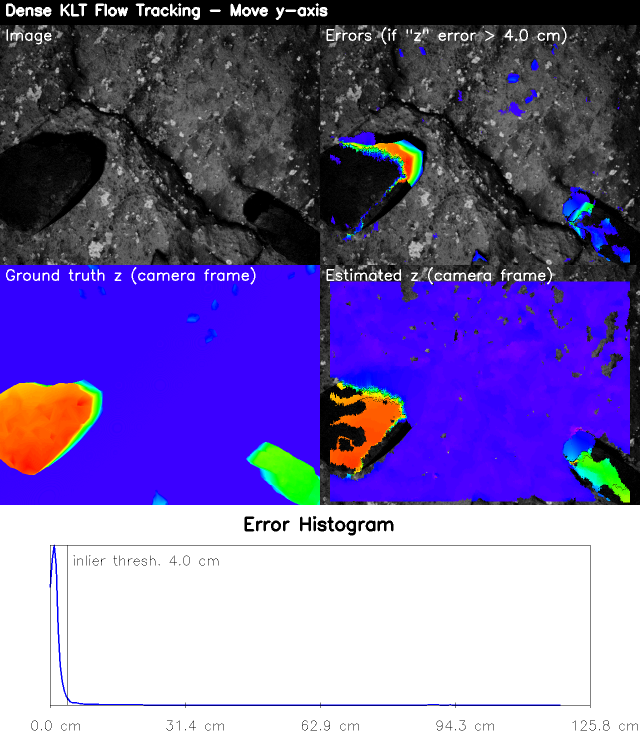 Dense KLT Flow Tracking - Move y-axis
Image
Errors (if "z" error > 4.0 cm)
Ground truth z (camera frame)
Estimated z (camera frame)
Error Histogram
inlier thresh. 4.0 cm
0.0 cm
31.4 cm
62.9 cm
94.3 cm
125.8 cm